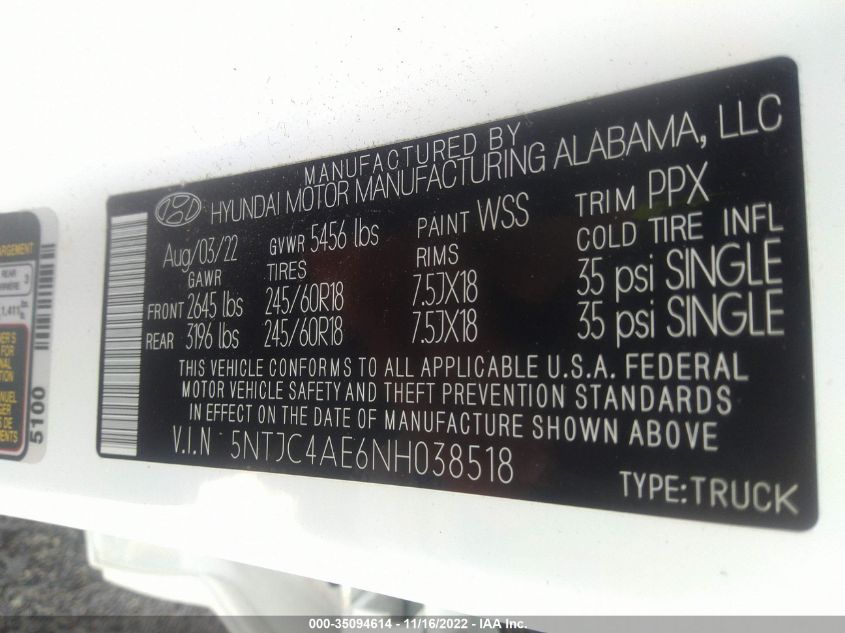 MANUFACTURED BY
HYUNDAI MOTOR MANUFACTURING ALABAMA, LLC
Aug/03/22 GVWR 5456 lbs PAINT WSS TRIM PPX
GAWR TIRES RIMS COLD TIRE INFL
FRONT 2645 lbs 245/60R18 7.5JX18 35 psi SINGLE
REAR 3196 lbs 245/60R18 7.5JX18 35 psi SINGLE
THIS VEHICLE CONFORMS TO ALL APPLICABLE U.S.A. FEDERAL
MOTOR VEHICLE SAFETY AND THEFT PREVENTION STANDARDS
IN EFFECT ON THE DATE OF MANUFACTURE SHOWN ABOVE
V.I.N 5NTJC4AE6NH038518
TYPE:TRUCK
REAR
5100
000-35094614 - 11/16/2022 - IAA Inc.